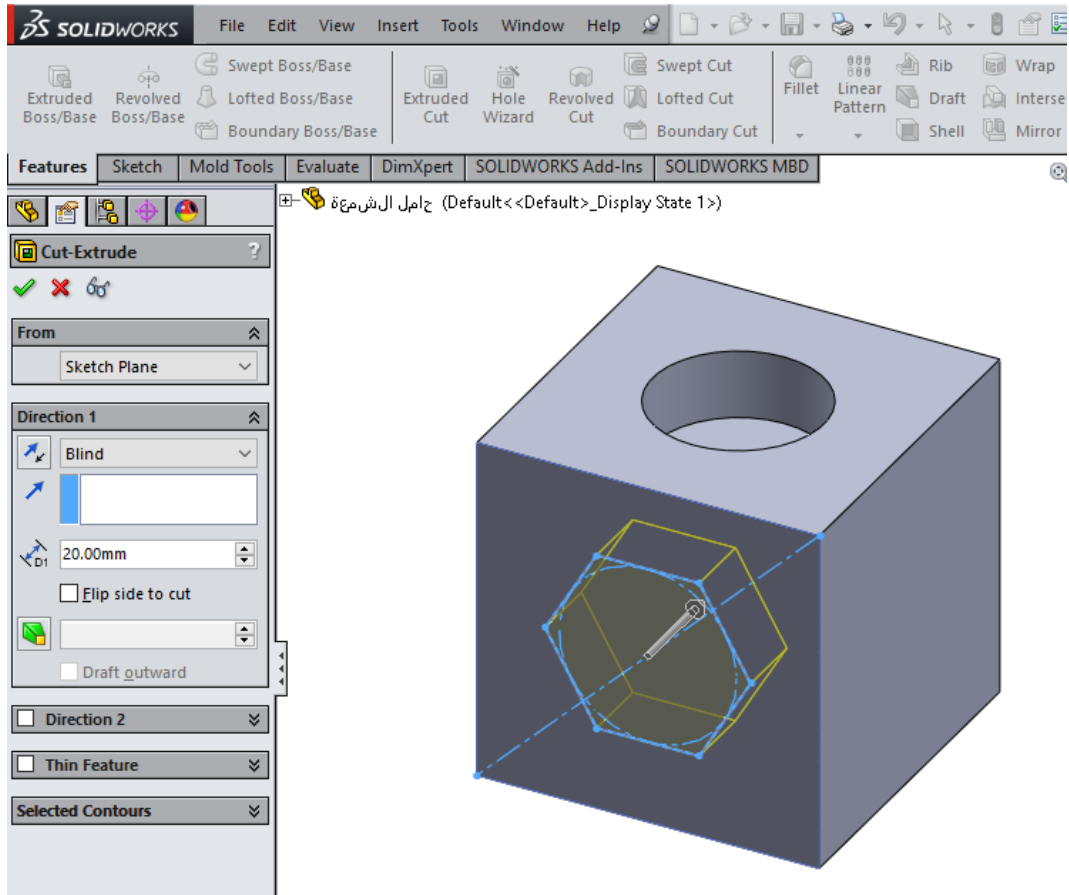 SOLIDWORKS File Edit View Insert Tools Window Help
Extruded Boss/Base
Revolved Boss/Base
Swept Boss/Base
Lofted Boss/Base
Boundary Boss/Base
Extruded Cut
Hole Wizard
Revolved Cut
Swept Cut
Lofted Cut
Boundary Cut
Fillet
Linear Pattern
Rib
Draft
Shell
Wrap
Interse
Mirror
Features Sketch Mold Tools Evaluate DimXpert SOLIDWORKS Add-Ins SOLIDWORKS MBD
حامل الشمعة (Default<<Default>_Display State 1>)
Cut-Extrude ?
From
Sketch Plane
Direction 1
Blind
D1 20.00mm
Flip side to cut
Draft outward
Direction 2
Thin Feature
Selected Contours